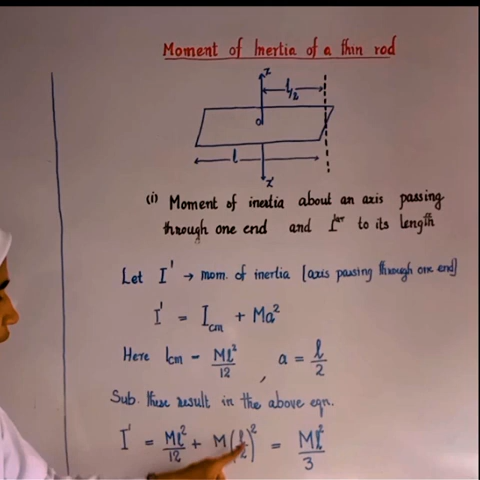 Moment of Inertia of a thin rod
x
l/2
o
l
x'
(i) Moment of inertia about an axis passing
through one end and ⊥ar to its length
Let I' → mom. of inertia [axis passing through one end]
I' = Icm + Ma²
Here Icm - Ml²/12 , a = l/2
Sub. these result in the above eqn.
I' = Ml²/12 + M(l/2)² = Ml²/3